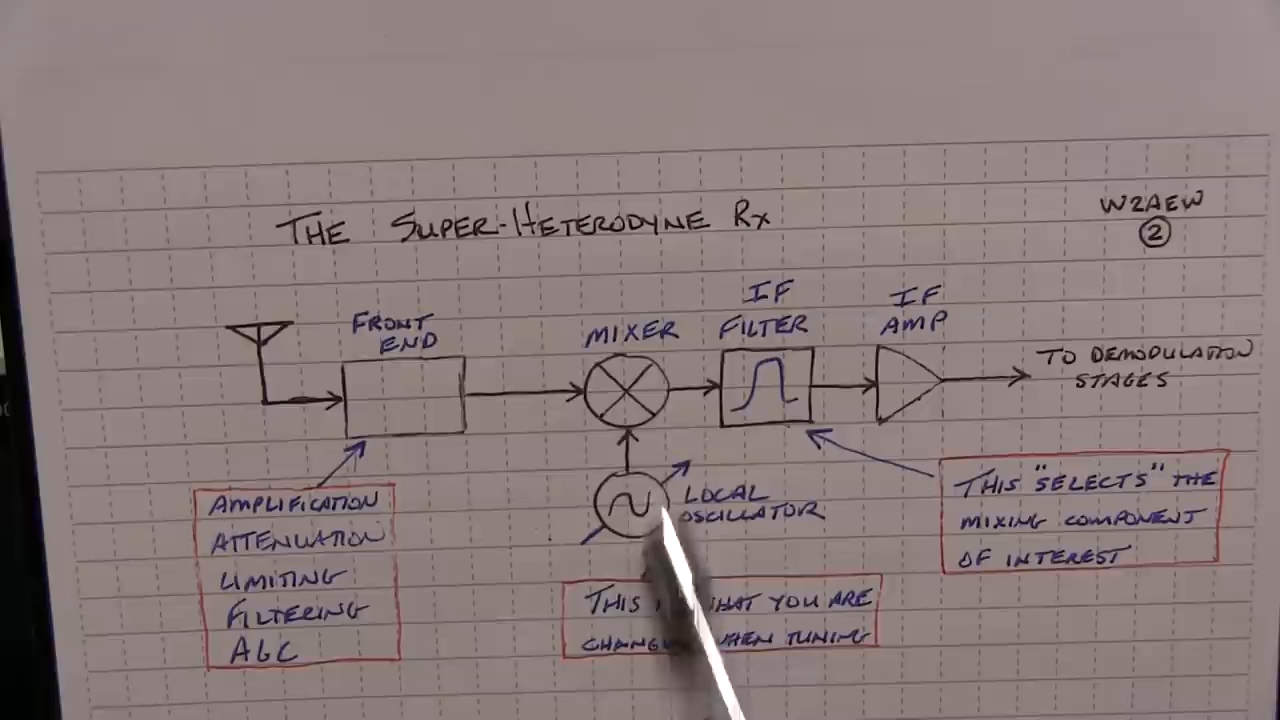 THE SUPER-HETERODYNE RX
W2AEW
2
FRONT
END
MIXER
IF
FILTER
IF
AMP
TO DEMODULATION
STAGES
LOCAL
OSCILLATOR
AMPLIFICATION
ATTENUATION
LIMITING
FILTERING
AGC
THIS WHAT YOU ARE
WHEN TUNING
THIS "SELECTS" THE
MIXING COMPONENT
OF INTEREST